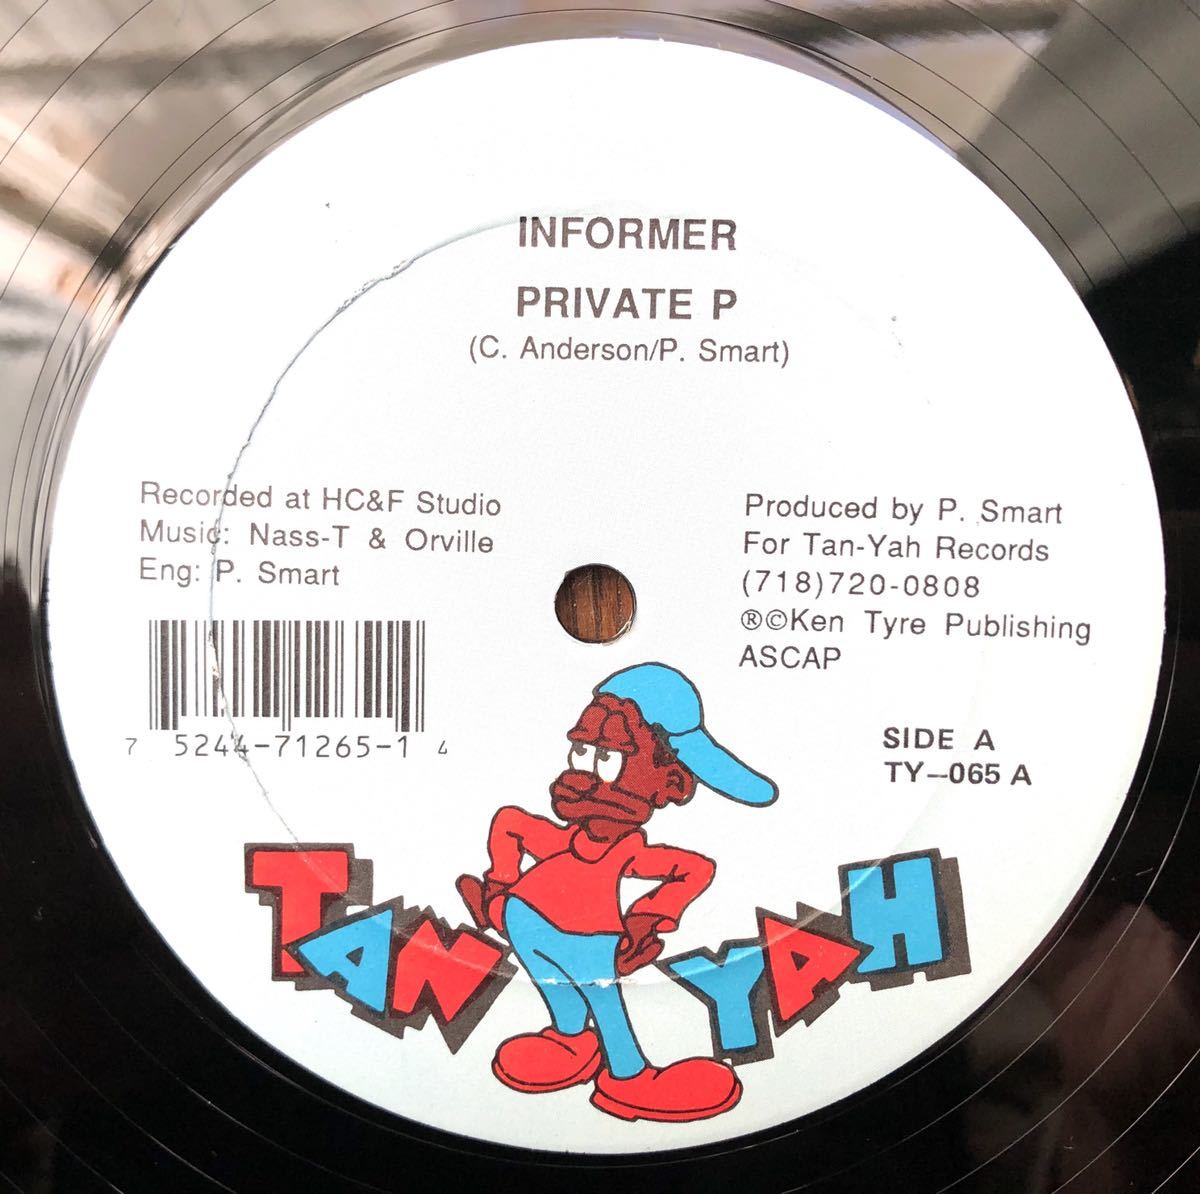 INFORMER
PRIVATE P
(C. Anderson/P. Smart)
Recorded at HC&F Studio
Music: Nass-T & Orville
Eng: P. Smart
Produced by P. Smart
For Tan-Yah Records
(718)720-0808
®©Ken Tyre Publishing
ASCAP
7 5244-71265-1 4
SIDE A
TY-065 A
TAN YAH